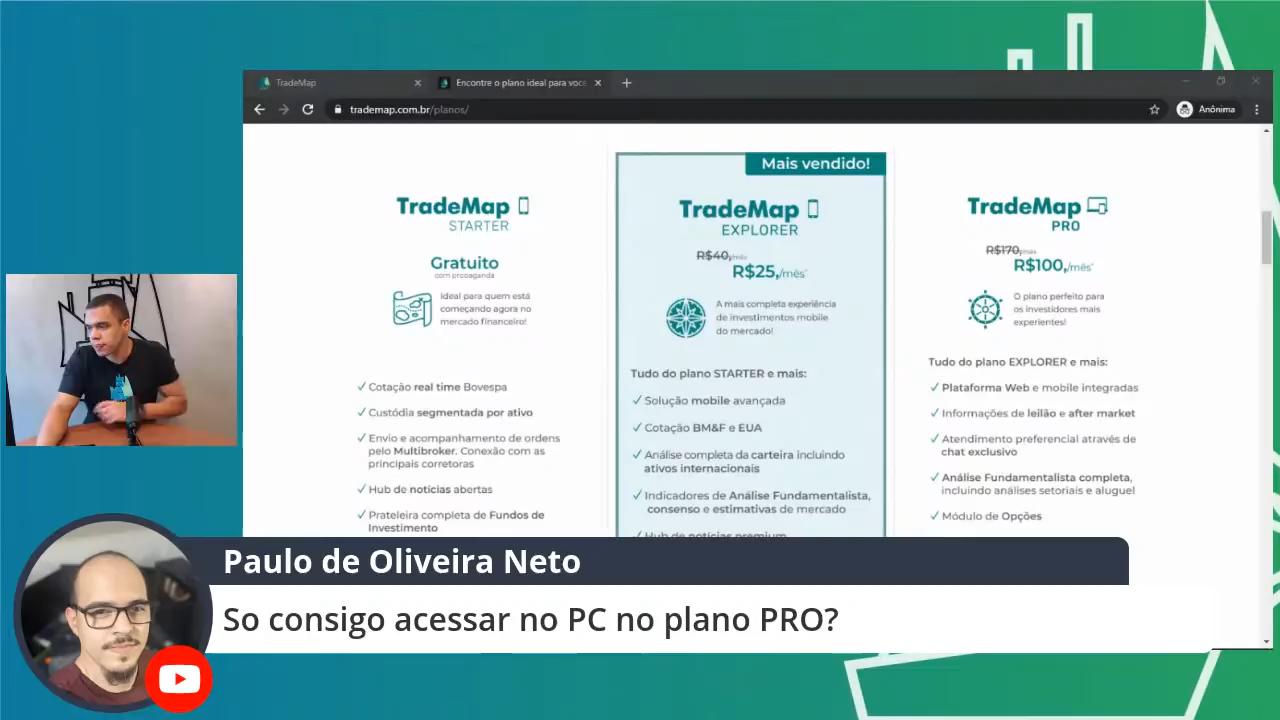 TradeMap
Encontre o plano ideal para você
trademap.com.br/planos/
Anônima
TradeMap
STARTER
Gratuito
com propaganda
Ideal para quem está
começando agora no
mercado financeiro!
✓ Cotação real time Bovespa
✓ Custódia segmentada por ativo
✓ Envio e acompanhamento de ordens
pelo Multibroker. Conexão com as
principais corretoras
✓ Hub de notícias abertas
✓ Prateleira completa de Fundos de
Investimento
Mais vendido!
TradeMap
EXPLORER
R$40,/mês
R$25,/mês*
A mais completa experiência
de investimentos mobile
do mercado!
Tudo do plano STARTER e mais:
✓ Solução mobile avançada
✓ Cotação BM&F e EUA
✓ Análise completa da carteira incluindo
ativos internacionais
✓ Indicadores de Análise Fundamentalista,
consenso e estimativas de mercado
✓ Hub de notícias premium
TradeMap
PRO
R$170,/mês
R$100,/mês*
O plano perfeito para
os investidores mais
experientes!
Tudo do plano EXPLORER e mais:
✓ Plataforma Web e mobile integradas
✓ Informações de leilão e after market
✓ Atendimento preferencial através de
chat exclusivo
✓ Análise Fundamentalista completa,
incluindo análises setoriais e aluguel
✓ Módulo de Opções
Paulo de Oliveira Neto
So consigo acessar no PC no plano PRO?